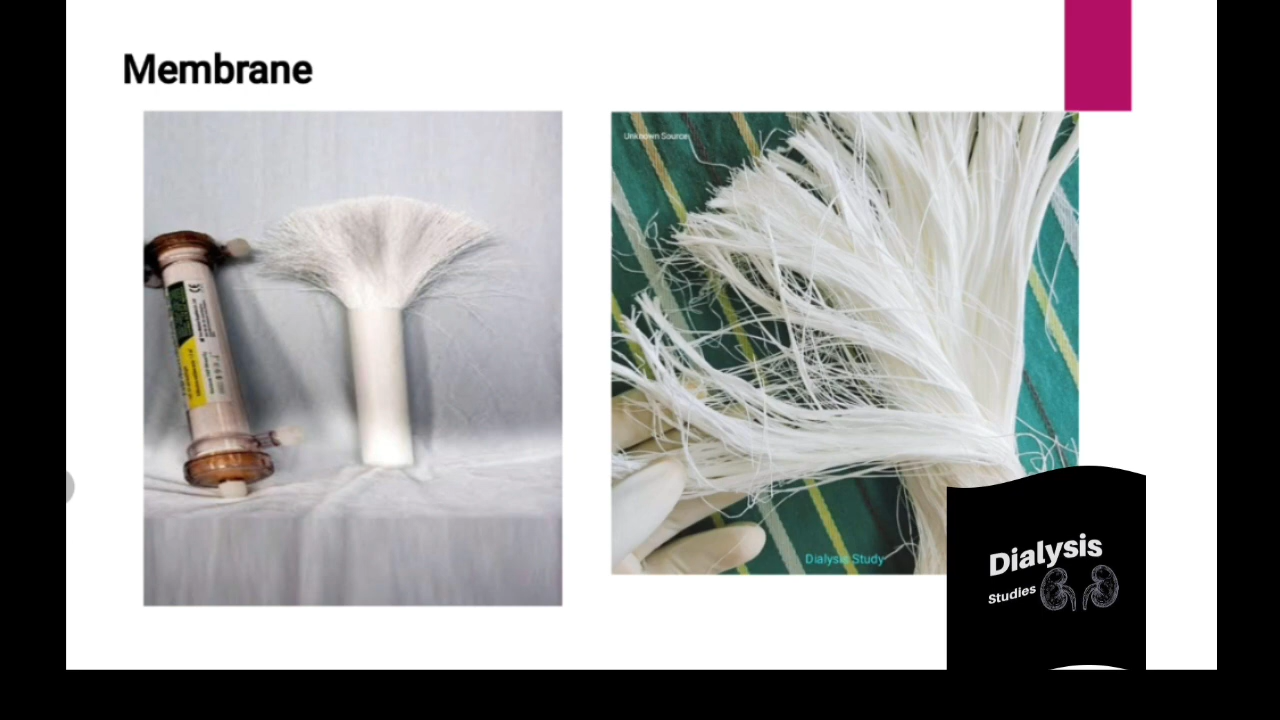 Membrane
Unknown Source
Dialysis Study
Dialysis
Studies